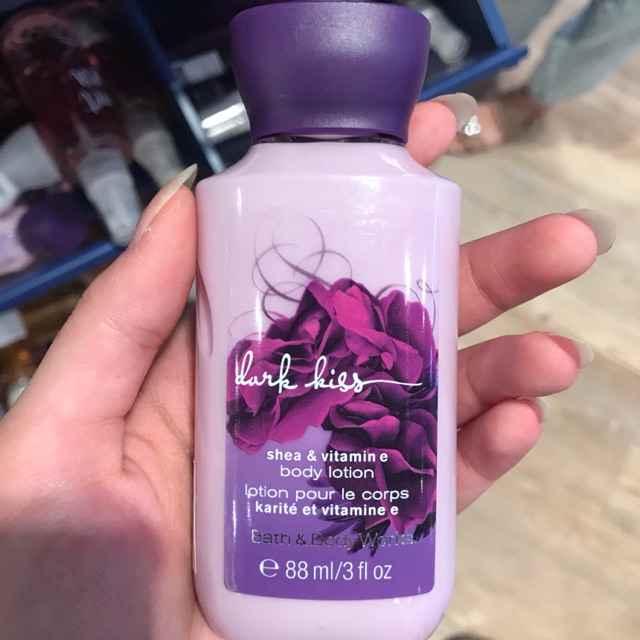 dark kiss
shea & vitamin e
body lotion
lotion pour le corps
karité et vitamine e
Bath & Body Works
e 88 ml/3 fl oz